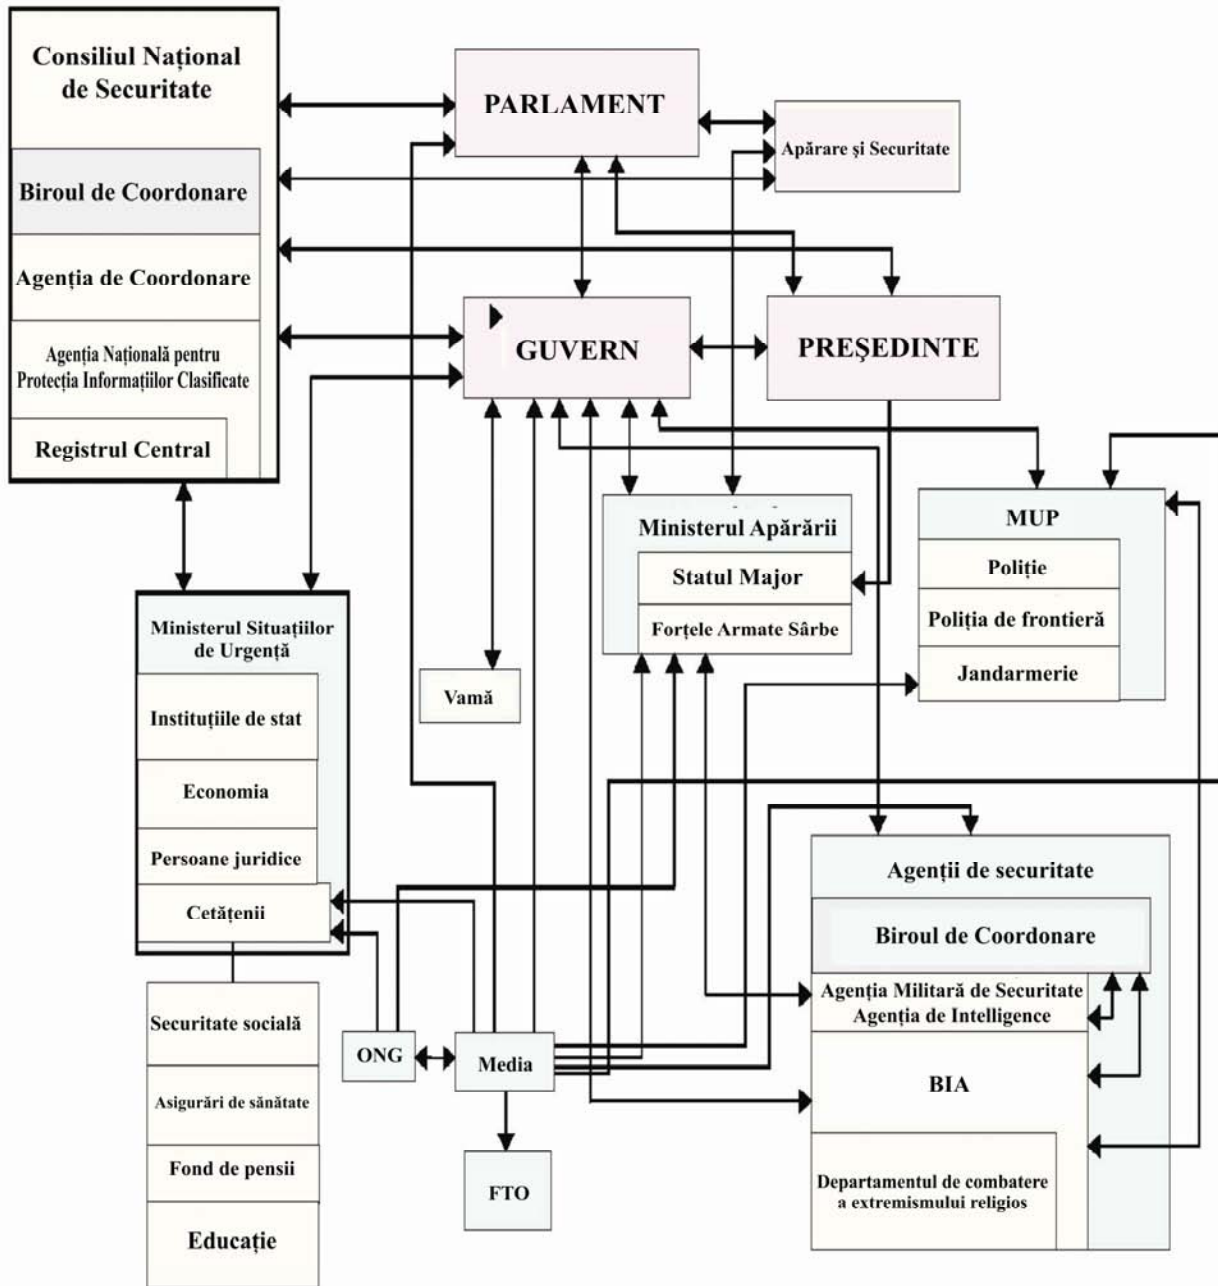 Consiliul Național
de Securitate
PARLAMENT
Apărare și Securitate
Biroul de Coordonare
Agenția de Coordonare
Agenția Națională pentru
Protecția Informațiilor Clasificate
Registrul Central
GUVERN
PREŞEDINTE
Ministerul Apărării
Statul Major
Forțele Armate Sârbe
MUP
Poliție
Poliția de frontieră
Jandarmerie
Ministerul Situațiilor
de Urgență
Instituțiile de stat
Economia
Persoane juridice
Cetățenii
Vamă
Securitate socială
Asigurări de sănătate
Fond de pensii
Educație
ONG
Media
FTO
Agenții de securitate
Biroul de Coordonare
Agenția Militară de Securitate
Agenția de Intelligence
BIA
Departamentul de combatere
a extremismului religios